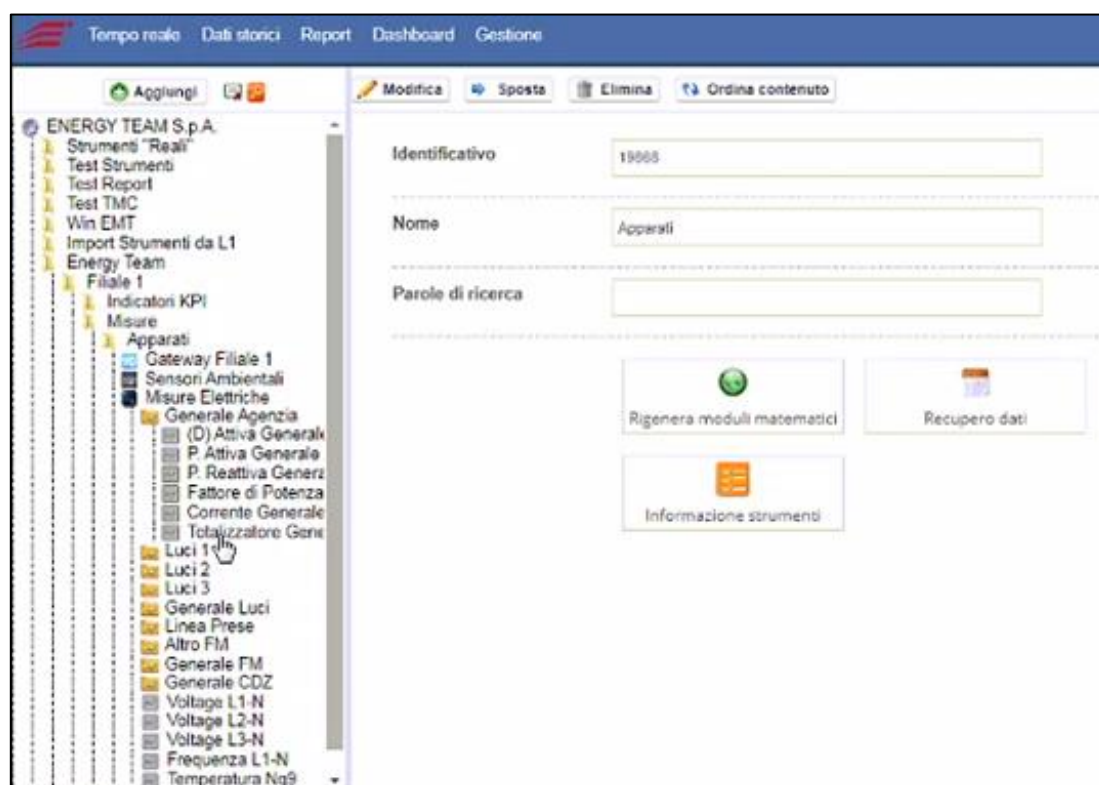 Tempo reale Dati storici Report Dashboard Gestione
Aggiungi
Modifica Sposta Elimina Ordina contenuto
ENERGY TEAM S.p.A.
Strumenti "Reali"
Test Strumenti
Test Report
Test TMC
Win EMT
Import Strumenti da L1
Energy Team
Filiale 1
Indicatori KPI
Misure
Apparati
Gateway Filiale 1
Sensori Ambientali
Misure Elettriche
Generale Agenzia
(D) Attiva Generale
P. Attiva Generale
P. Reattiva Genera
Fattore di Potenza
Corrente Generale
Totalizzatore Gene
Luci 1
Luci 2
Luci 3
Generale Luci
Linea Prese
Altro FM
Generale FM
Generale CDZ
Voltage L1-N
Voltage L2-N
Voltage L3-N
Frequenza L1-N
Temperatura Ng9
Identificativo
Nome Apparati
Parole di ricerca
Rigenera moduli matematici
Recupero dati
Informazione strumenti